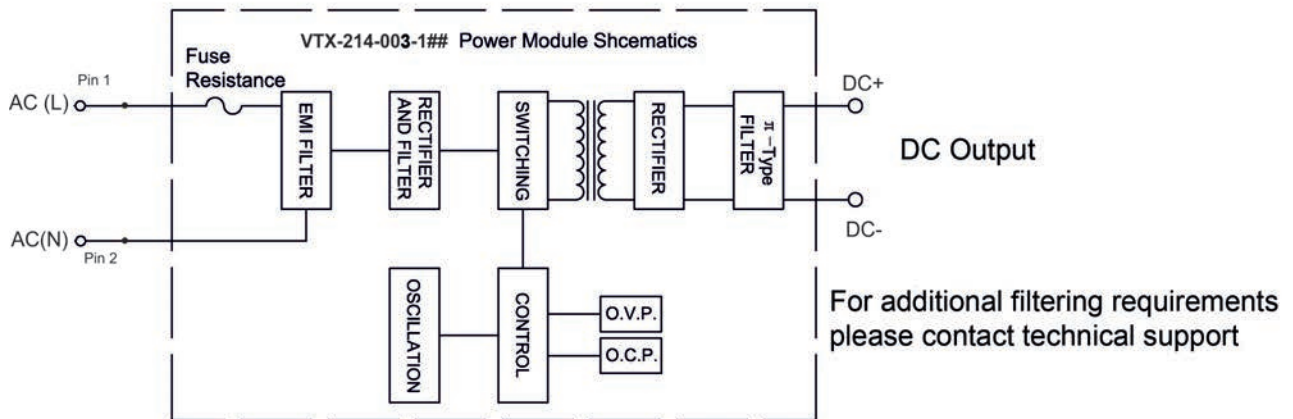 VTX-214-003-1## Power Module Shcematics
Fuse
Resistance
Pin 1
AC (L)
EMI FILTER
RECTIFIER
AND FILTER
SWITCHING
RECTIFIER
π-Type
FILTER
DC+
DC Output
DC-
AC(N)
Pin 2
OSCILLATION
CONTROL
O.V.P.
O.C.P.
For additional filtering requirements
please contact technical support